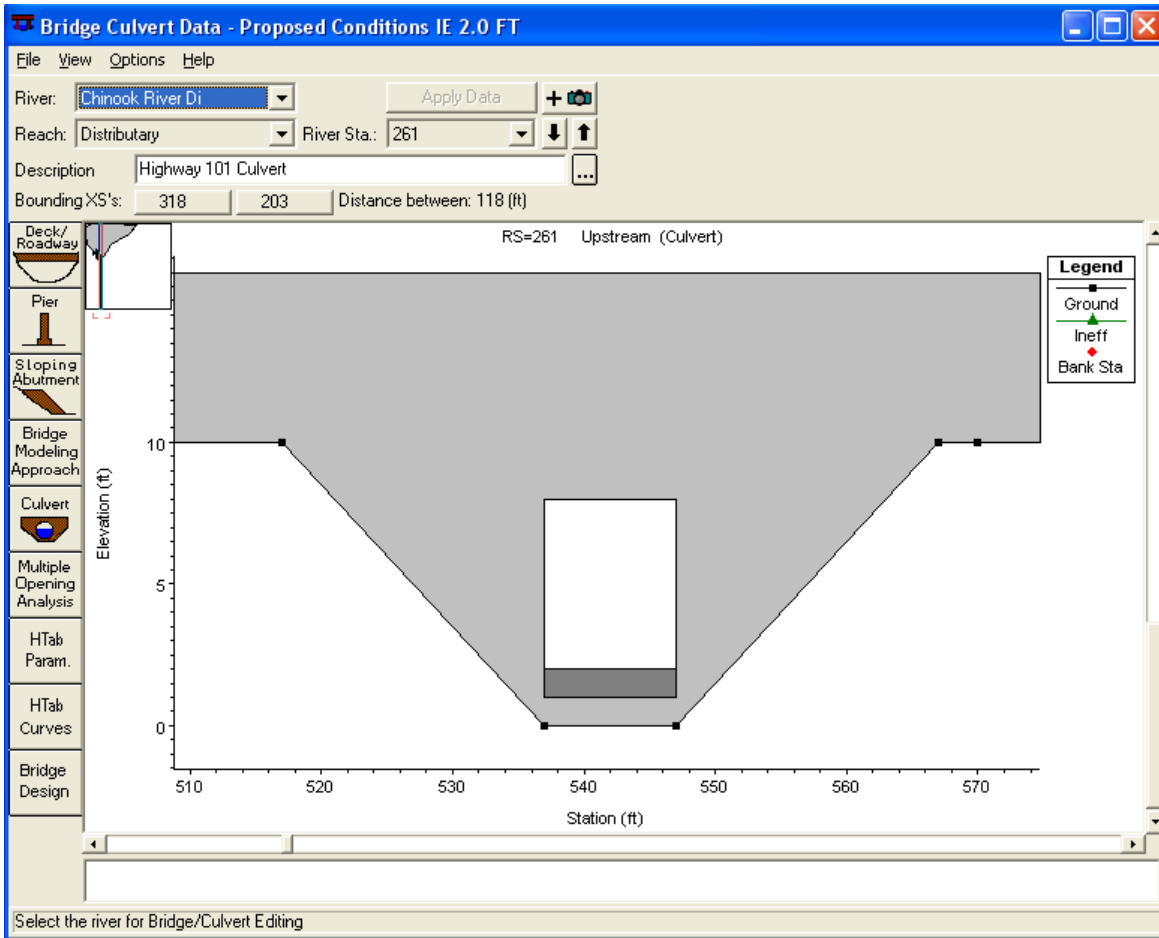 Bridge Culvert Data - Proposed Conditions IE 2.0 FT
File View Options Help
River: Chinook River Di Apply Data +
Reach: Distributary River Sta.: 261
Description Highway 101 Culvert ...
Bounding XS's: 318 203 Distance between: 118 (ft)
Deck/
Roadway
Pier
Sloping
Abutment
Bridge
Modeling
Approach
Culvert
Multiple
Opening
Analysis
HTab
Param.
HTab
Curves
Bridge
Design
RS=261 Upstream (Culvert)
Legend
Ground
Ineff
Bank Sta
Elevation (ft)
10
5
0
510 520 530 540 550 560 570
Station (ft)
Select the river for Bridge/Culvert Editing